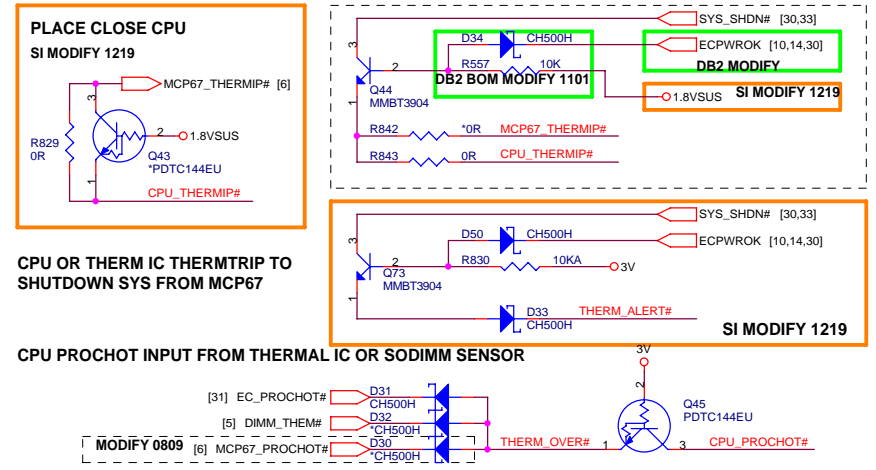 PLACE CLOSE CPU
SI MODIFY 1219
MCP67_THERMIP# [6]
3
R829
0R
2
1.8VSUS
Q43
*PDTC144EU
1
CPU_THERMIP#
SYS_SHDN# [30,33]
D34
CH500H
ECPWROK [10,14,30]
DB2 MODIFY
3
2
R557
10K
DB2 BOM MODIFY 1101
SI MODIFY 1219
1.8VSUS
Q44
MMBT3904
1
R842
*0R
MCP67_THERMIP#
R843
0R
CPU_THERMIP#
SYS_SHDN# [30,33]
D50
CH500H
ECPWROK [10,14,30]
3
2
R830
10KA
3V
Q73
MMBT3904
1
D33
CH500H
THERM_ALERT#
SI MODIFY 1219
CPU OR THERM IC THERMTRIP TO
SHUTDOWN SYS FROM MCP67
CPU PROCHOT INPUT FROM THERMAL IC OR SODIMM SENSOR
3V
2
Q45
PDTC144EU
[31] EC_PROCHOT#
D31
CH500H
[5] DIMM_THEM#
D32
*CH500H
MODIFY 0809
[6] MCP67_PROCHOT#
D30
*CH500H
THERM_OVER#
1
3
CPU_PROCHOT#